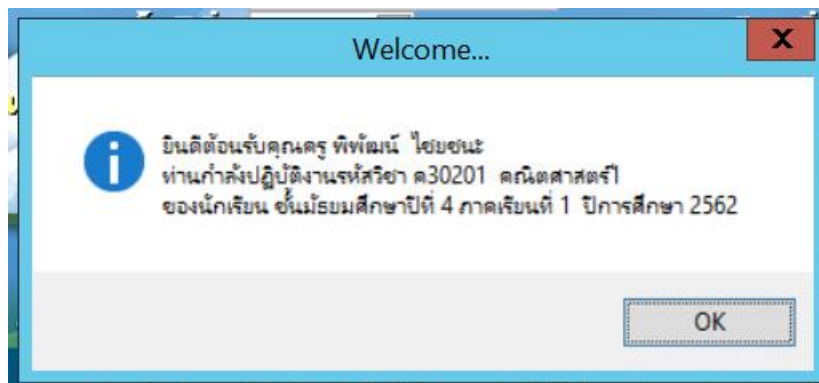 Welcome...
X
ยินดีต้อนรับคุณครู พิพัฒน์ ไชยชนะ
ท่านกำลังปฏิบัติงานรหัสวิชา ค30201 คณิตศาสตร์1
ของนักเรียน ชั้นมัธยมศึกษาปีที่ 4 ภาคเรียนที่ 1 ปีการศึกษา 2562
OK